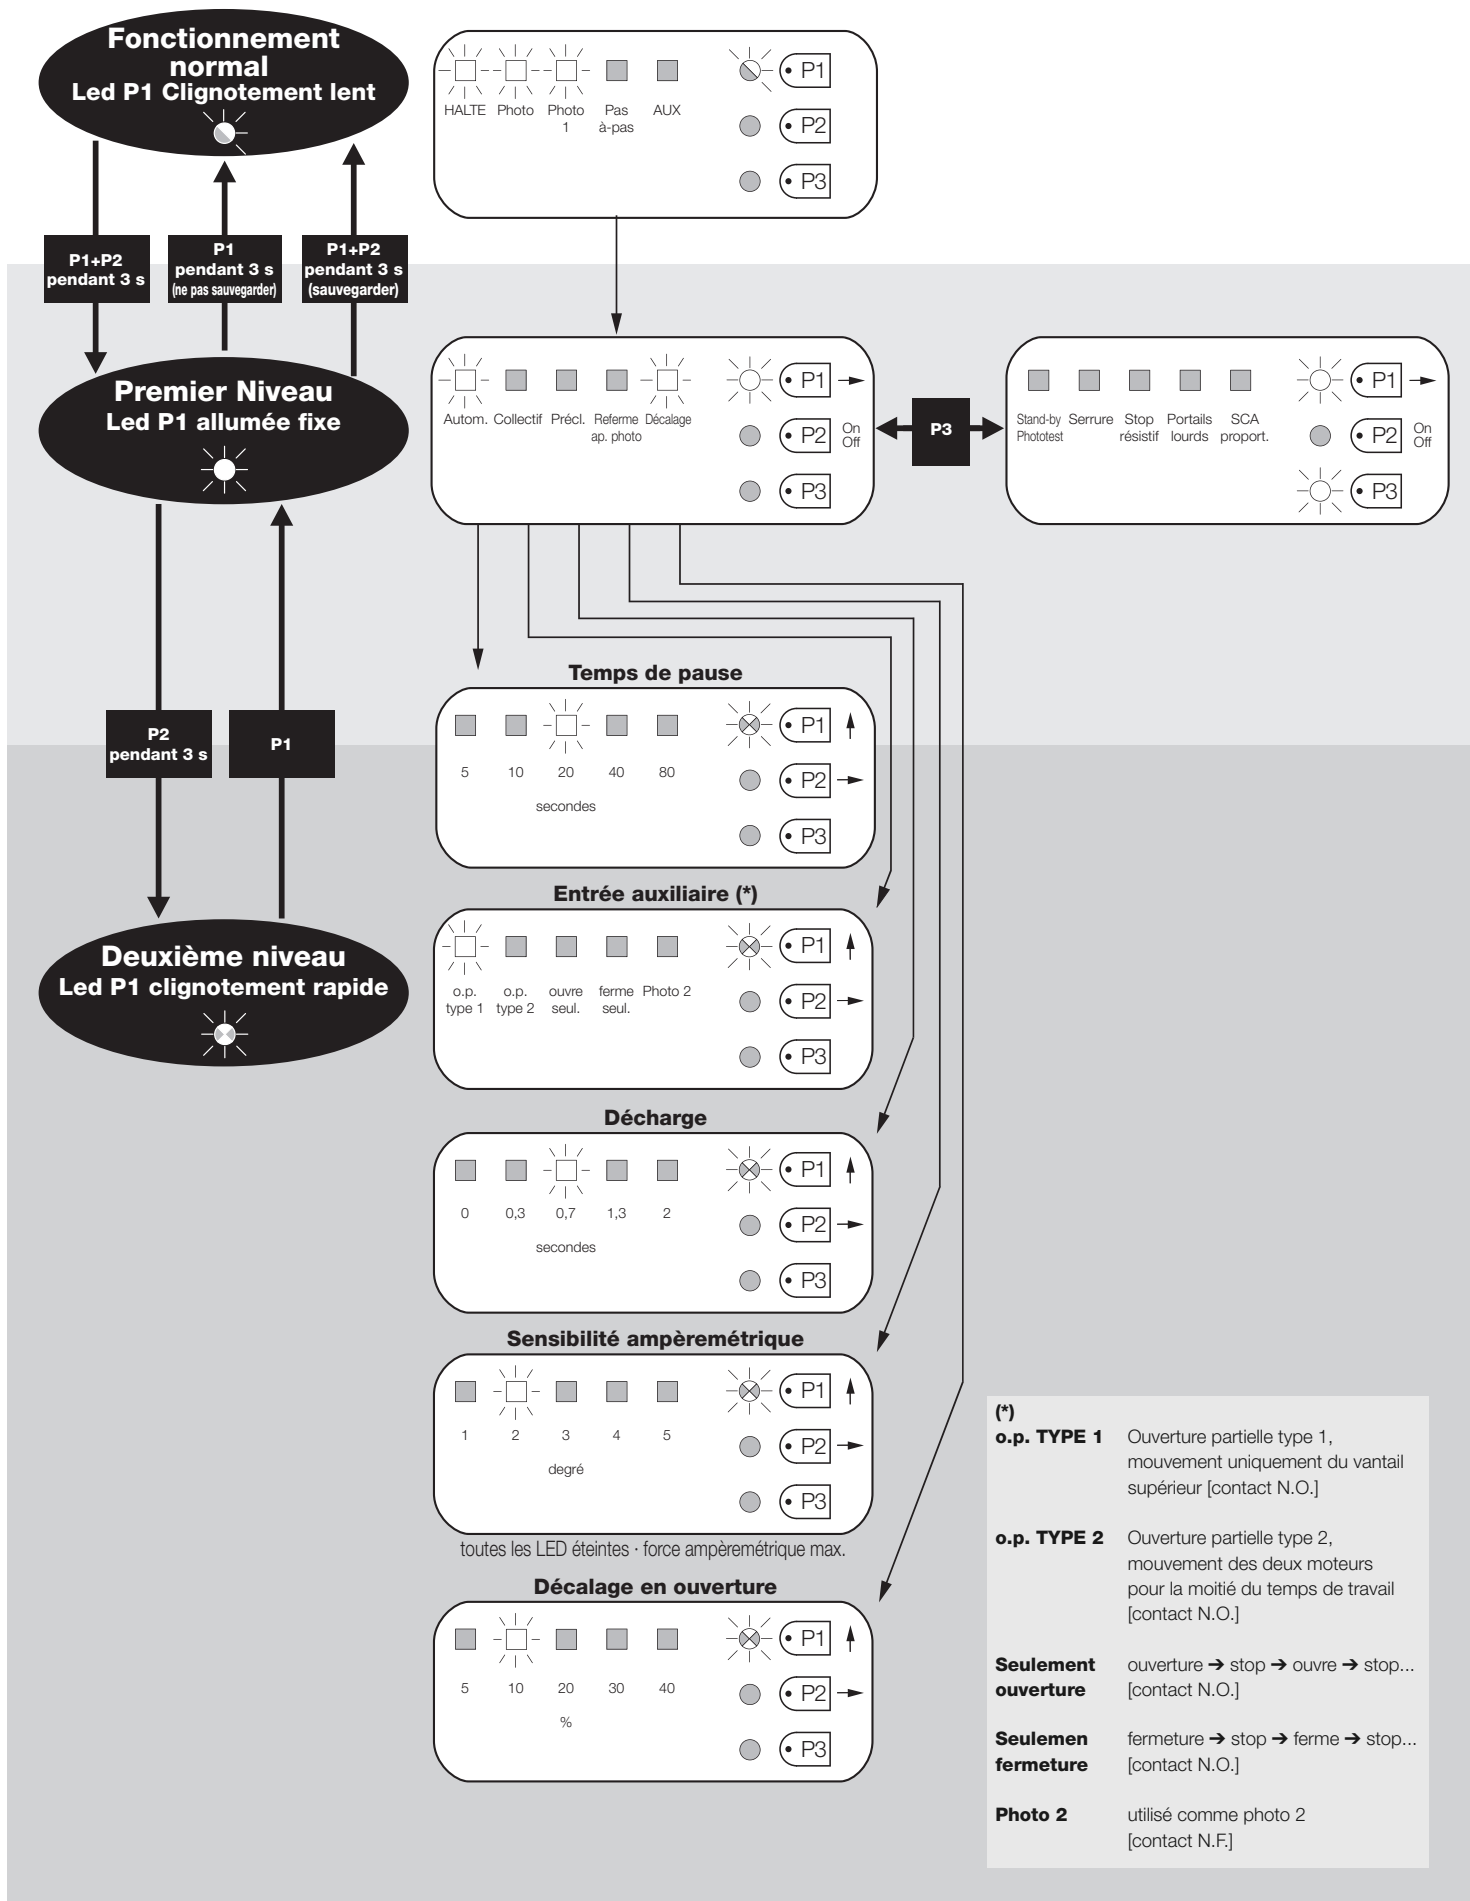 Fonctionnement
normal
Led P1 Clignotement lent
HALTE Photo Photo Pas AUX
1 à-pas
P1
P2
P3
P1+P2
pendant 3 s
P1
pendant 3 s
(ne pas sauvegarder)
P1+P2
pendant 3 s
(sauvegarder)
Premier Niveau
Led P1 allumée fixe
Autom. Collectif Précl. Referme Décalage
ap. photo
P1
P2 On
Off
P3
P3
Stand-by Serrure Stop Portails SCA
Phototest résistif lourds proport.
P1
P2 On
Off
P3
P2
pendant 3 s
P1
Temps de pause
P1
5 10 20 40 80
P2
secondes
P3
Deuxième niveau
Led P1 clignotement rapide
Entrée auxiliaire (*)
P1
o.p. o.p. ouvre ferme Photo 2
type 1 type 2 seul. seul.
P2
P3
Décharge
P1
0 0,3 0,7 1,3 2
P2
secondes
P3
Sensibilité ampèremétrique
P1
1 2 3 4 5
P2
degré
P3
toutes les LED éteintes · force ampèremétrique max.
Décalage en ouverture
P1
5 10 20 30 40
P2
%
P3
(*)
o.p. TYPE 1 Ouverture partielle type 1,
mouvement uniquement du vantail
supérieur [contact N.O.]
o.p. TYPE 2 Ouverture partielle type 2,
mouvement des deux moteurs
pour la moitié du temps de travail
[contact N.O.]
Seulement ouverture ➔ stop ➔ ouvre ➔ stop...
ouverture [contact N.O.]
Seulemen fermeture ➔ stop ➔ ferme ➔ stop...
fermeture [contact N.O.]
Photo 2 utilisé comme photo 2
[contact N.F.]